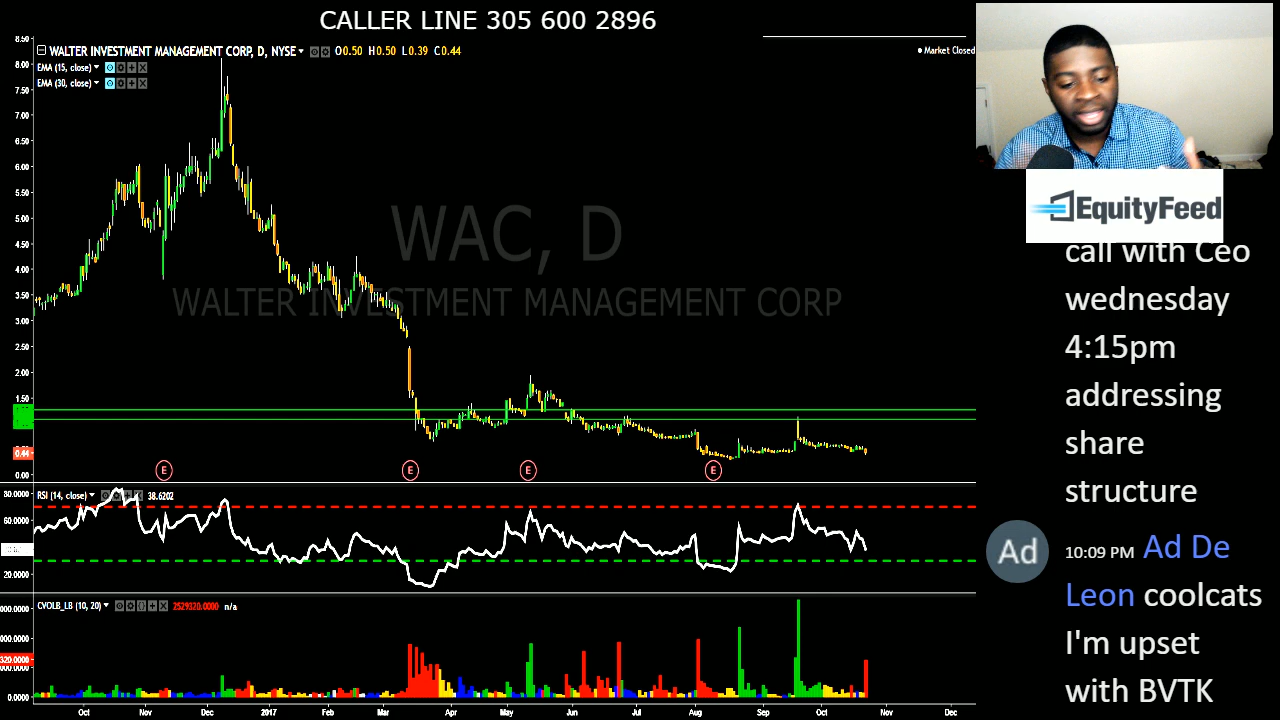 CALLER LINE 305 600 2896
WALTER INVESTMENT MANAGEMENT CORP, D, NYSE O0.50 H0.50 L0.39 C0.44
Market Closed
EMA (15, close)
EMA (30, close)
8.50
8.00
7.50
7.00
6.50
6.00
5.50
5.00
4.50
4.00
3.50
3.00
2.50
2.00
1.50
0.44
0.00
WAC, D
WALTER INVESTMENT MANAGEMENT CORP
E E E E
RSI (14, close) 38.6202
80.0000
60.0000
20.0000
CVOLB_LB (10, 20) 2529320.0000 n/a
0.0000
Oct Nov Dec 2017 Feb Mar Apr May Jun Jul Aug Sep Oct Nov Dec
EquityFeed
call with Ceo
wednesday
4:15pm
addressing
share
structure
Ad
10:09 PM Ad De
Leon coolcats
I'm upset
with BVTK